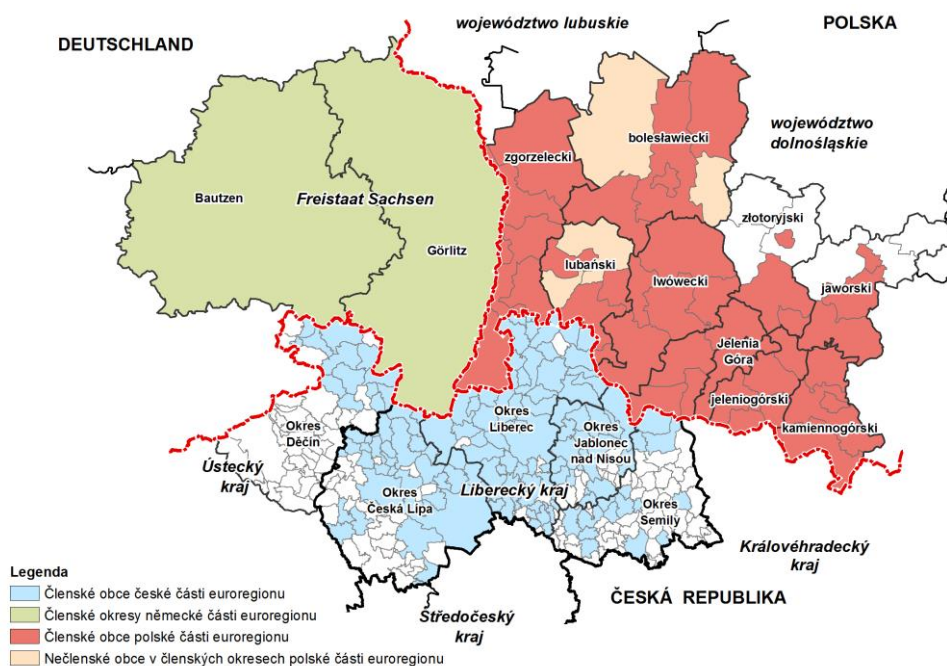 DEUTSCHLAND
województwo lubuskie
POLSKA
zgorzelecki
bolesławiecki
województwo
dolnośląskie
Bautzen
Freistaat Sachsen
Görlitz
złotoryjski
lubański
lwówecki
jaworski
Jelenia
Góra
jeleniogórski
kamiennogórski
Okres
Děčín
Okres
Liberec
Okres
Jablonec
nad Nisou
Ústecký
kraj
Okres
Česká Lípa
Liberecký kraj
Okres
Semily
Královéhradecký
kraj
Středočeský
kraj
ČESKÁ REPUBLIKA
Legenda
Členské obce české části euroregionu
Členské okresy německé části euroregionu
Členské obce polské části euroregionu
Nečlenské obce v členských okresech polské části euroregionu